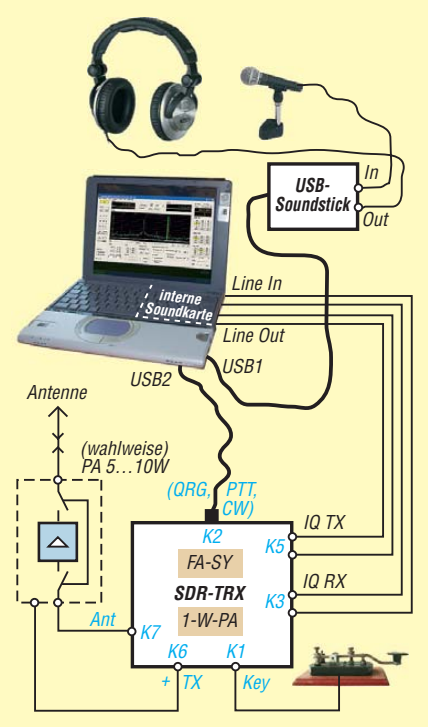 In
USB-
Soundstick
Out
Line In
interne
Soundkarte
Line Out
USB1
USB2
Antenne
(wahlweise)
PA 5...10W
(QRG, PTT,
CW)
K2
IQ TX
K5
FA-SY
SDR-TRX
IQ RX
K3
1-W-PA
Ant
K7
K6
K1
+ TX
Key